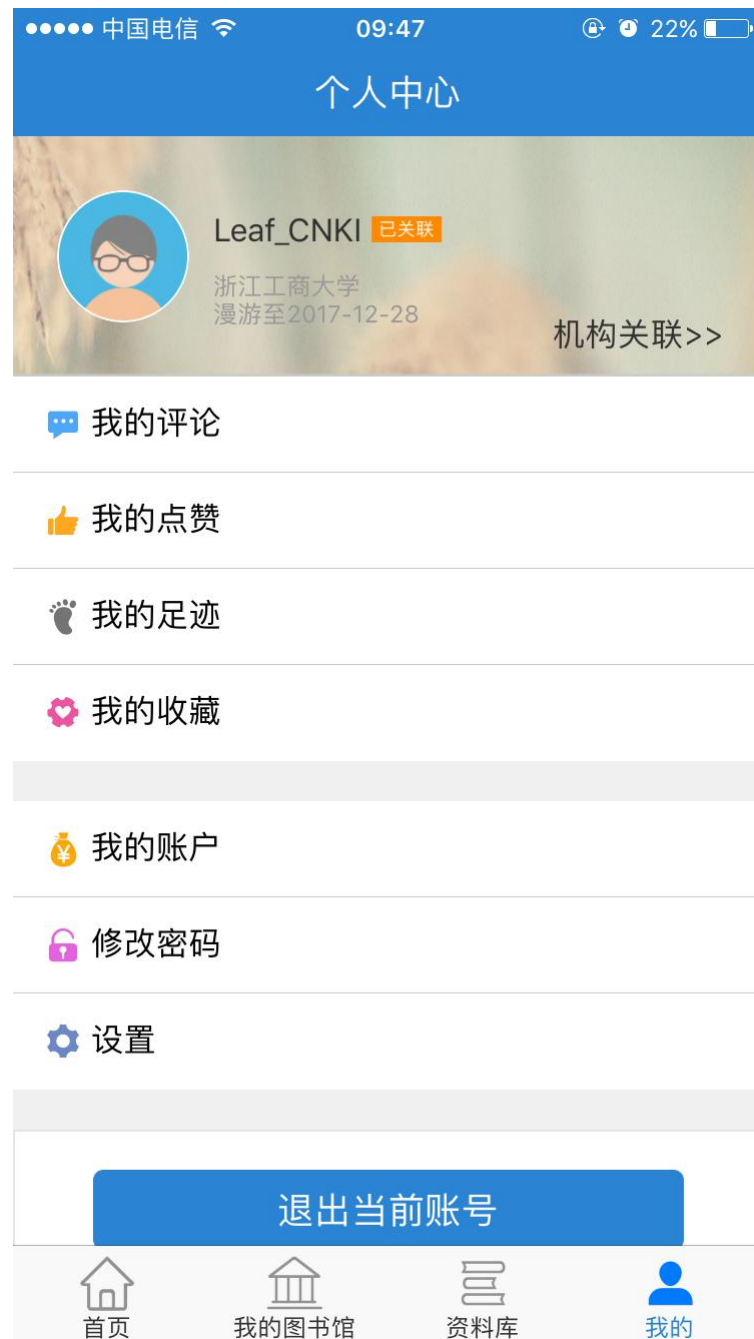 中国电信 09:47 22%
个人中心
Leaf_CNKI 已关联
浙江工商大学
漫游至2017-12-28
机构关联>>
我的评论
我的点赞
我的足迹
我的收藏
我的账户
修改密码
设置
退出当前账号
首页 我的图书馆 资料库 我的